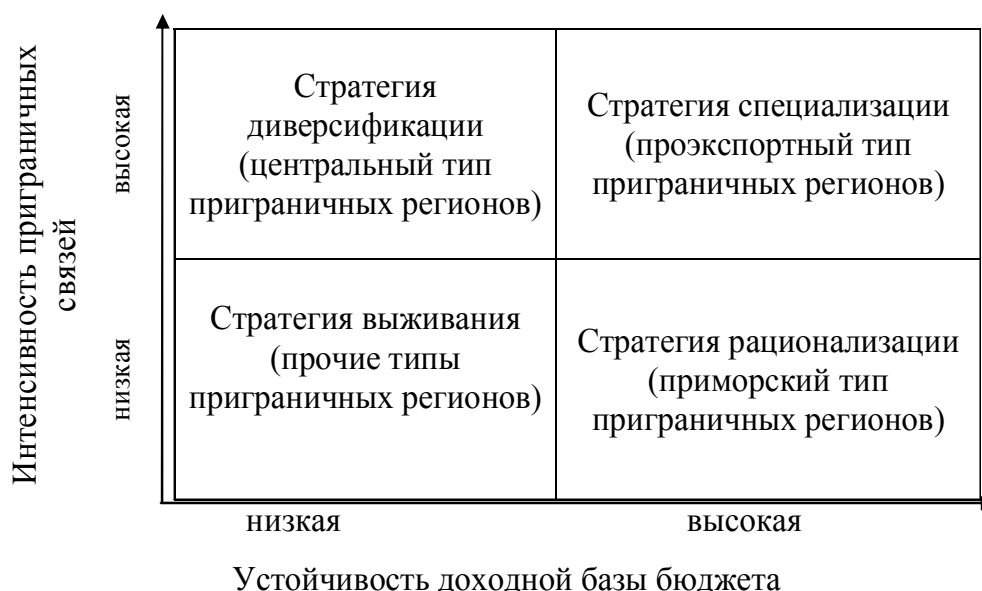 Интенсивность приграничных
связей
высокая
низкая
Стратегия
диверсификации
(центральный тип
приграничных регионов)
Стратегия специализации
(проэкспортный тип
приграничных регионов)
Стратегия выживания
(прочие типы
приграничных регионов)
Стратегия рационализации
(приморский тип
приграничных регионов)
низкая
высокая
Устойчивость доходной базы бюджета